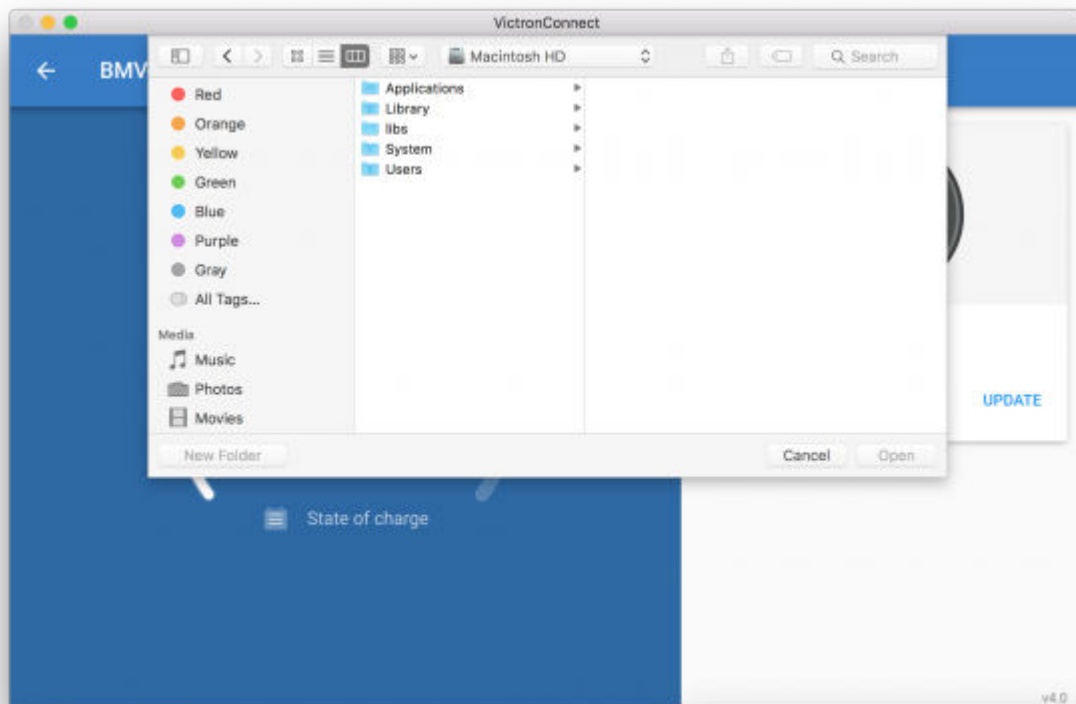 VictronConnect
BMV
Macintosh HD
Search
Red
Orange
Yellow
Green
Blue
Purple
Gray
All Tags...
Media
Music
Photos
Movies
Applications
Library
libs
System
Users
New Folder
Cancel
Open
UPDATE
State of charge
v4.0